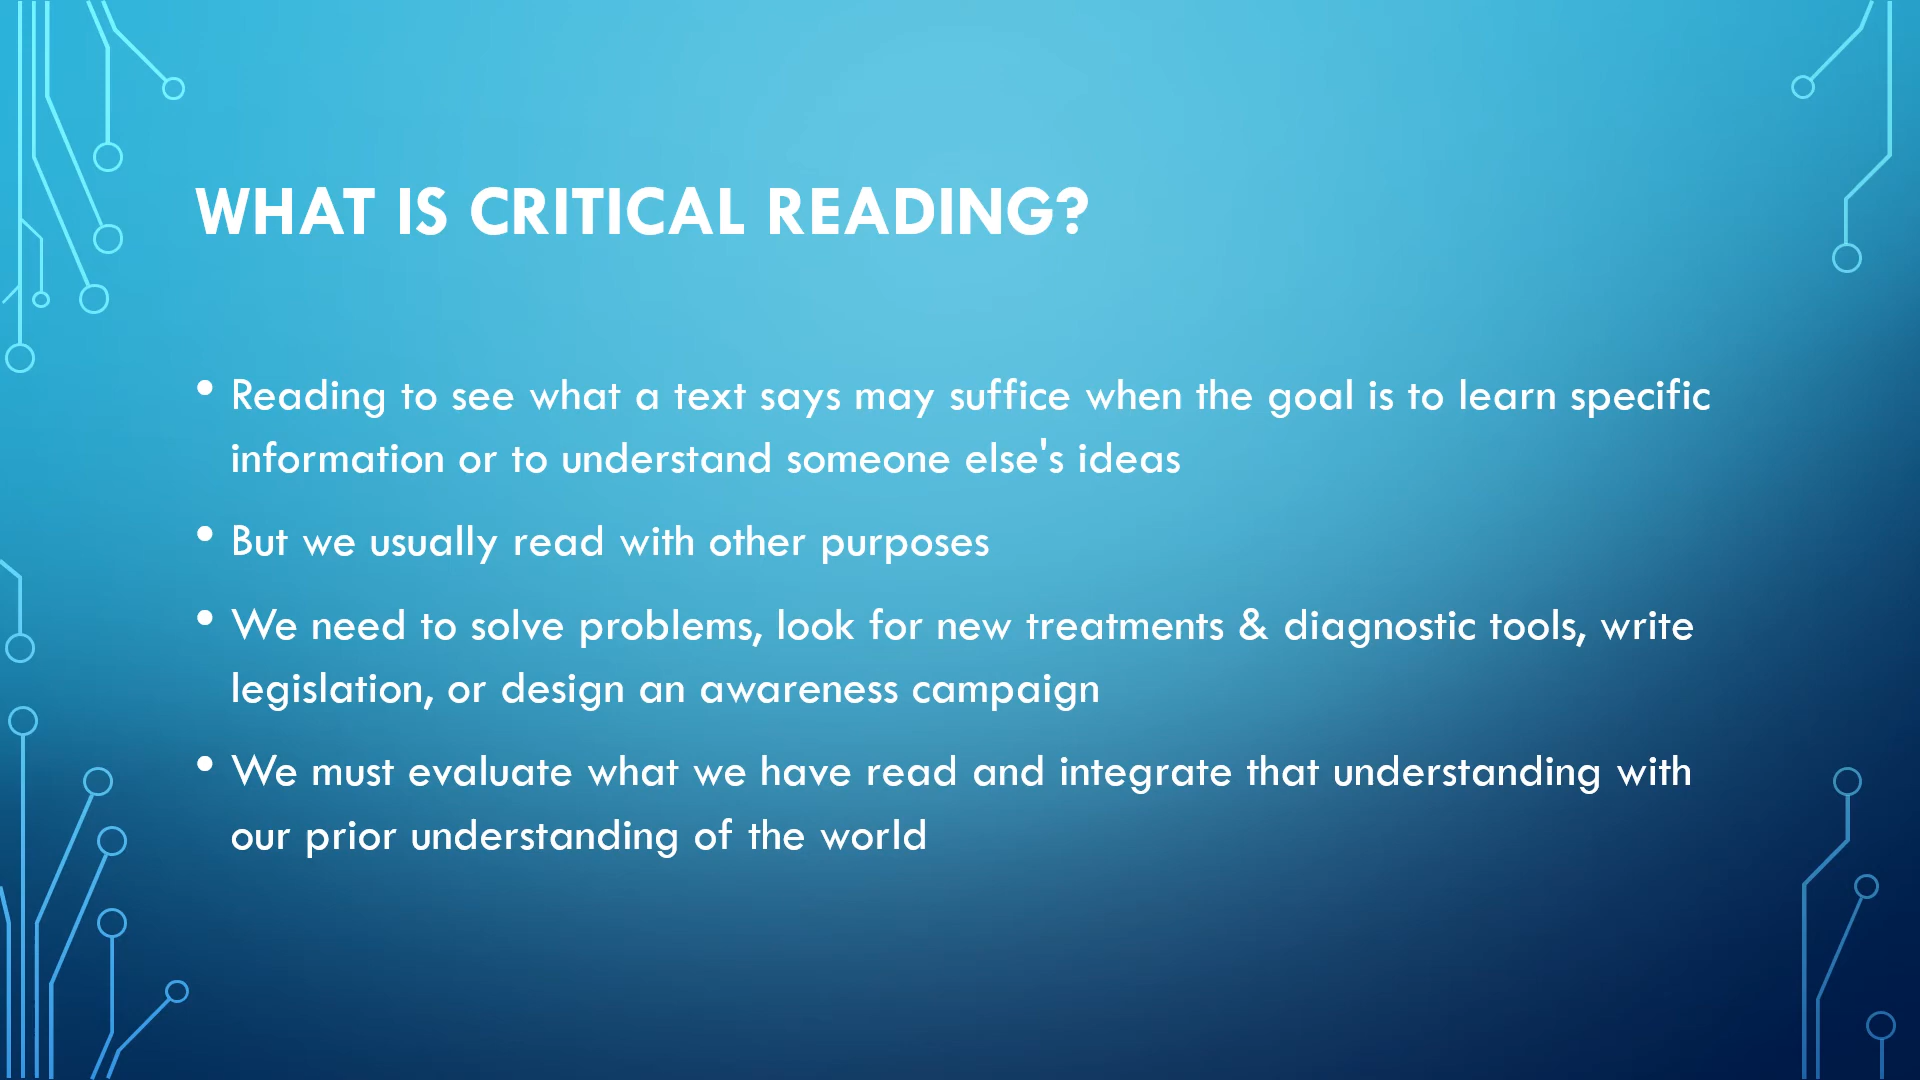 WHAT IS CRITICAL READING?
• Reading to see what a text says may suffice when the goal is to learn specific
information or to understand someone else's ideas
• But we usually read with other purposes
• We need to solve problems, look for new treatments & diagnostic tools, write
legislation, or design an awareness campaign
• We must evaluate what we have read and integrate that understanding with
our prior understanding of the world